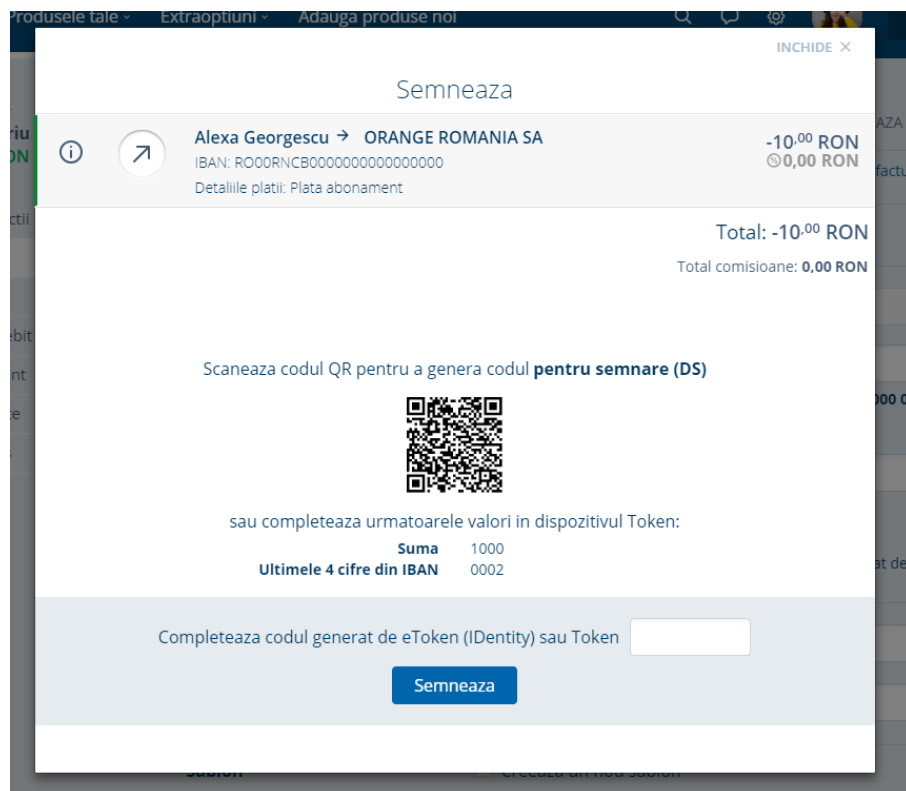 Produsele tale Extraoptiuni Adauga produse noi
INCHIDE ×
Semneaza
Alexa Georgescu → ORANGE ROMANIA SA
-10,00 RON
IBAN: RO00RNCB0000000000000000
0,00 RON
Detaliile platii: Plata abonament
Total: -10,00 RON
Total comisioane: 0,00 RON
Scaneaza codul QR pentru a genera codul pentru semnare (DS)
sau completeaza urmatoarele valori in dispozitivul Token:
Suma 1000
Ultimele 4 cifre din IBAN 0002
Completeaza codul generat de eToken (IDentity) sau Token
Semneaza